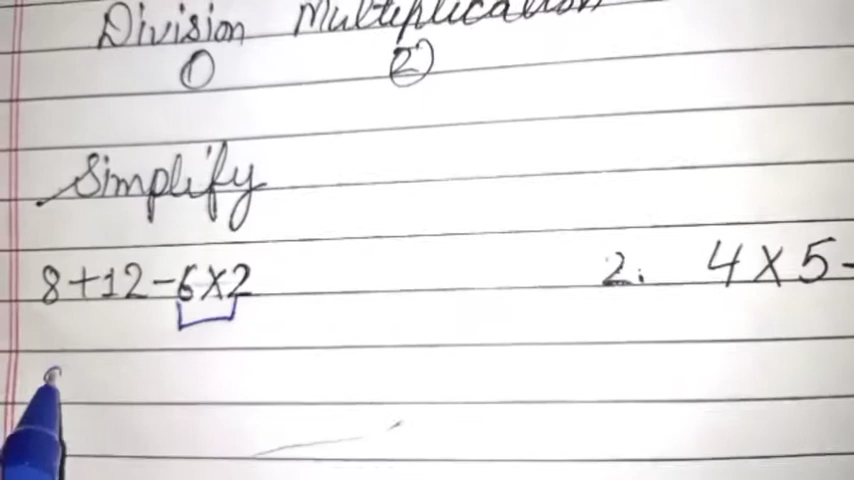 Division Multiplication
① ②
Simplify
8+12-6×2
2. 4×5-